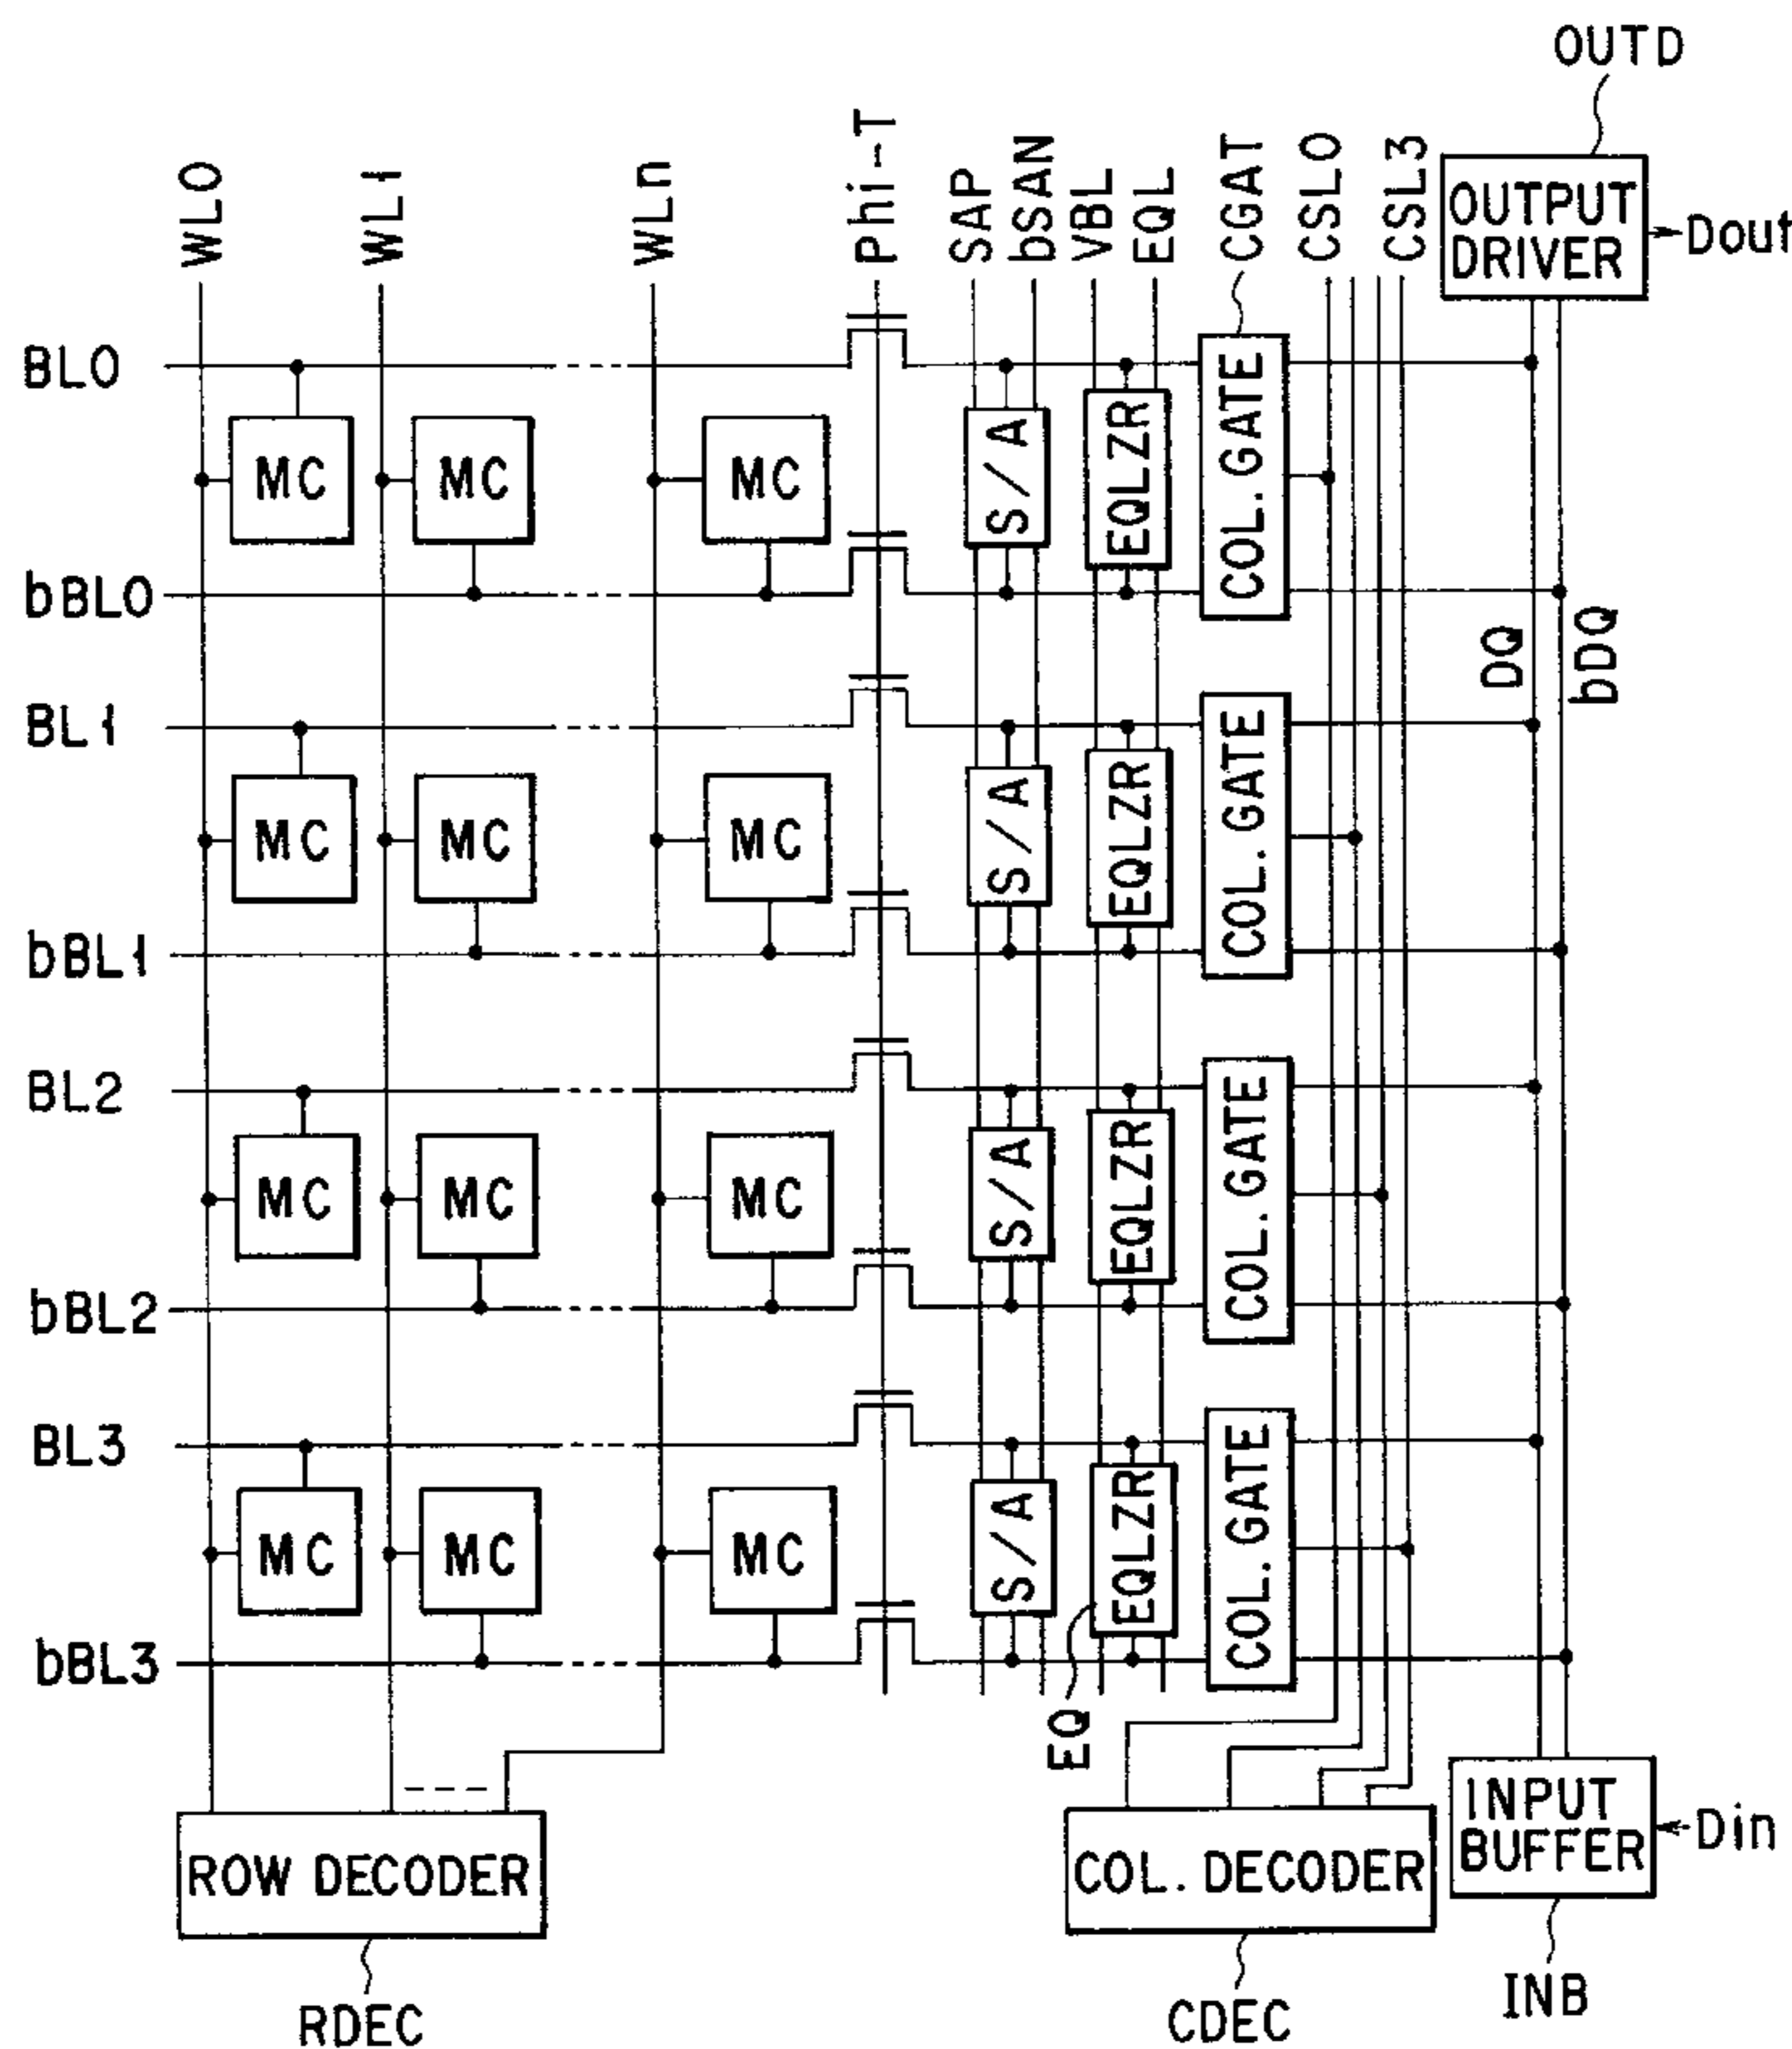 OUTD
WL0
WL1
WLn
Phi-T
SAP
bSAN
VBL
EQL
CGAT
CSL0
CSL3
OUTPUT
DRIVER
Dout
BL0
MC
MC
MC
S/A
EQLZR
COL.GATE
bBL0
DQ
bDQ
BL1
MC
MC
MC
S/A
EQLZR
COL.GATE
bBL1
BL2
MC
MC
MC
S/A
EQLZR
COL.GATE
bBL2
BL3
MC
MC
MC
S/A
EQLZR
COL.GATE
bBL3
EQ
ROW DECODER
COL. DECODER
INPUT
BUFFER
Din
RDEC
CDEC
INB